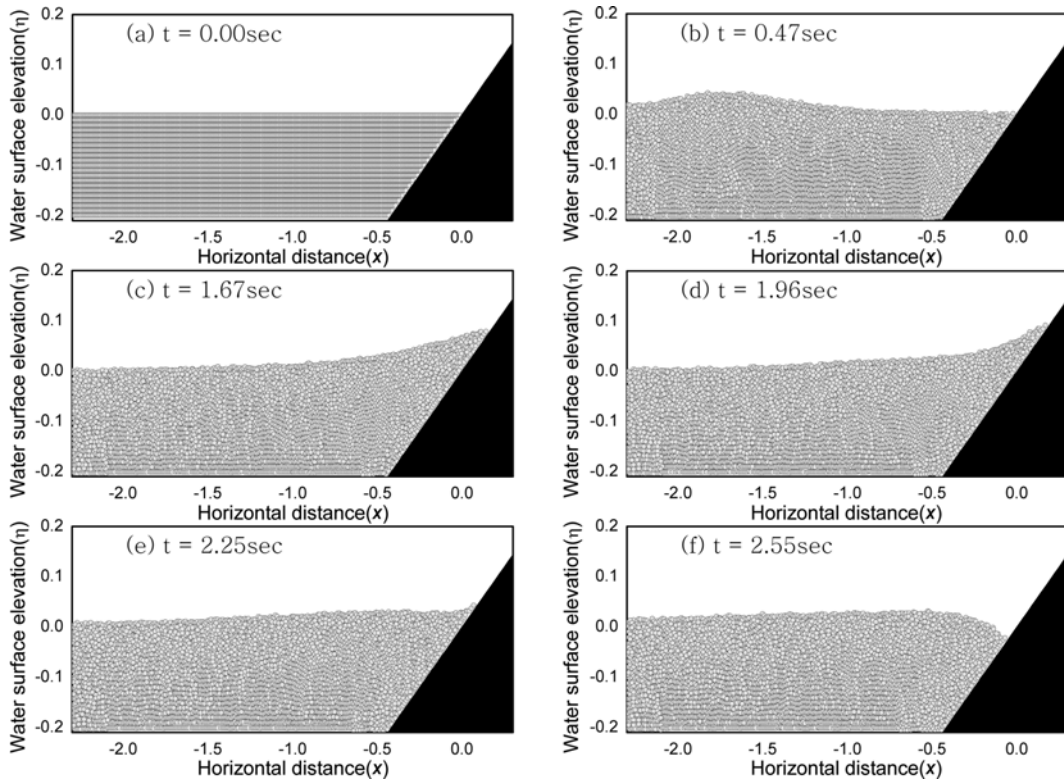 0.2
(a) t = 0.00sec
0.1
0.0
-0.1
-0.2
Water surface elevation(η)
-2.0 -1.5 -1.0 -0.5 0.0
Horizontal distance(x)
0.2
(b) t = 0.47sec
0.1
0.0
-0.1
-0.2
Water surface elevation(η)
-2.0 -1.5 -1.0 -0.5 0.0
Horizontal distance(x)
0.2
(c) t = 1.67sec
0.1
0.0
-0.1
-0.2
Water surface elevation(η)
-2.0 -1.5 -1.0 -0.5 0.0
Horizontal distance(x)
0.2
(d) t = 1.96sec
0.1
0.0
-0.1
-0.2
Water surface elevation(η)
-2.0 -1.5 -1.0 -0.5 0.0
Horizontal distance(x)
0.2
(e) t = 2.25sec
0.1
0.0
-0.1
-0.2
Water surface elevation(η)
-2.0 -1.5 -1.0 -0.5 0.0
Horizontal distance(x)
0.2
(f) t = 2.55sec
0.1
0.0
-0.1
-0.2
Water surface elevation(η)
-2.0 -1.5 -1.0 -0.5 0.0
Horizontal distance(x)